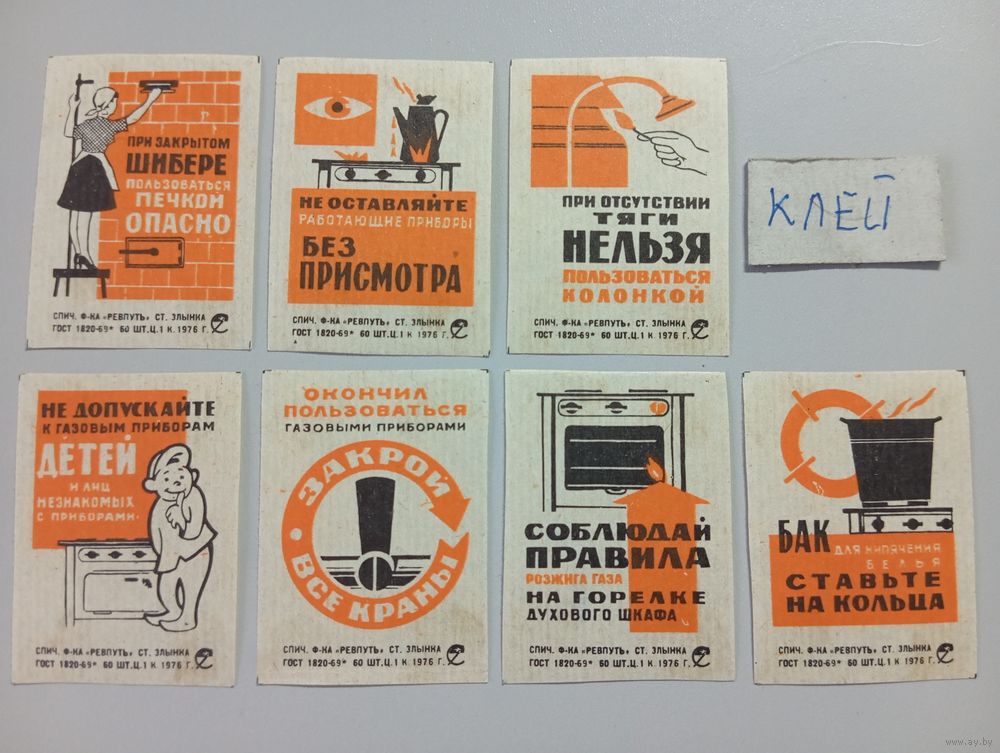 ПРИ ЗАКРЫТОМ
ШИБЕРЕ
ПОЛЬЗОВАТЬСЯ
ПЕЧКОЙ
ОПАСНО
СПИЧ. Ф-КА «РЕВПУТЬ» СТ. ЗЛЫНКА
ГОСТ 1820-69* 60 ШТ.Ц.1 К. 1976 Г.
НЕ ОСТАВЛЯЙТЕ
РАБОТАЮЩИЕ ПРИБОРЫ
БЕЗ
ПРИСМОТРА
СПИЧ. Ф-КА «РЕВПУТЬ» СТ. ЗЛЫНКА
ГОСТ 1820-69* 60 ШТ.Ц.1 К 1976 Г.
ПРИ ОТСУТСТВИИ
ТЯГИ
НЕЛЬЗЯ
ПОЛЬЗОВАТЬСЯ
КОЛОНКОЙ
СПИЧ. Ф-КА «РЕВПУТЬ» СТ. ЗЛЫНКА
ГОСТ 1820-69* 60 ШТ.Ц.1 К 1976 Г.
КЛЕЙ
НЕ ДОПУСКАЙТЕ
К ГАЗОВЫМ ПРИБОРАМ
ДЕТЕЙ
И ЛИЦ
НЕЗНАКОМЫХ
С ПРИБОРАМИ·
СПИЧ. Ф-КА «РЕВПУТЬ» СТ. ЗЛЫНКА
ГОСТ 1820-69* 60 ШТ.Ц.1 К. 1976 Г.
ОКОНЧИЛ
ПОЛЬЗОВАТЬСЯ
ГАЗОВЫМИ ПРИБОРАМИ
ЗАКРОЙ
ВСЕ КРАНЫ
СПИЧ. Ф-КА «РЕВПУТЬ» СТ. ЗЛЫНКА
ГОСТ 1820-69* 60 ШТ.Ц.1 К. 1976 Г.
СОБЛЮДАЙ
ПРАВИЛА
РОЗЖИГА ГАЗА
НА ГОРЕЛКЕ
ДУХОВОГО ШКАФА
СПИЧ. Ф-КА «РЕВПУТЬ» СТ. ЗЛЫНКА
ГОСТ 1820-69* 60 ШТ.Ц.1 К 1976 Г.
БАК ДЛЯ КИПЯЧЕНИЯ
БЕЛЬЯ
СТАВЬТЕ
НА КОЛЬЦА
СПИЧ. Ф-КА «РЕВПУТЬ» СТ. ЗЛЫНКА
ГОСТ 1820-69* 60 ШТ.Ц.1 К 1976 Г.
www.ay.by